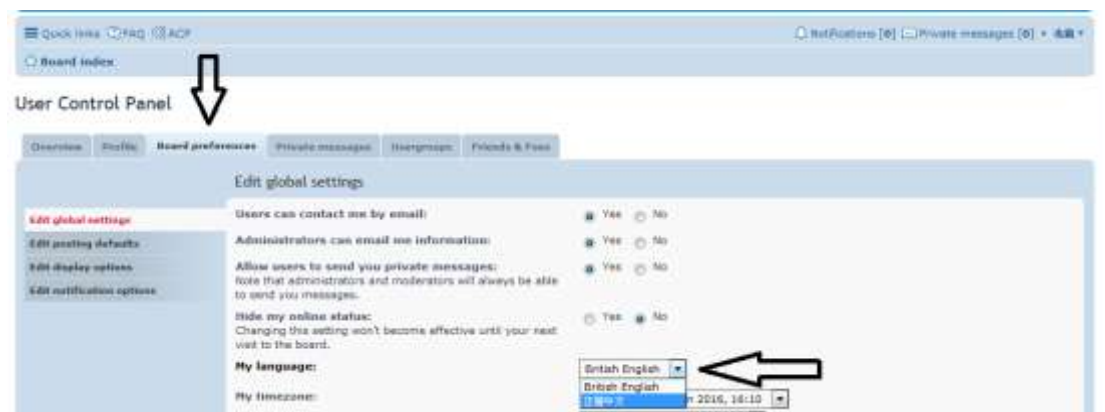 Quick links FAQ ACP
Notifications [0] Private messages [0]
Board index
User Control Panel
Overview Profile Board preferences Private messages Usergroups Friends & Foes
Edit global settings
Edit global settings
Edit posting defaults
Edit display options
Edit notification options
Users can contact me by email: Yes No
Administrators can email me information: Yes No
Allow users to send you private messages: Yes No
Note that administrators and moderators will always be able
to send you messages.
Hide my online status: Yes No
Changing this setting won't become effective until your next
visit to the board.
My language: British English
British English
正體中文
My timezone: 2016, 16:10